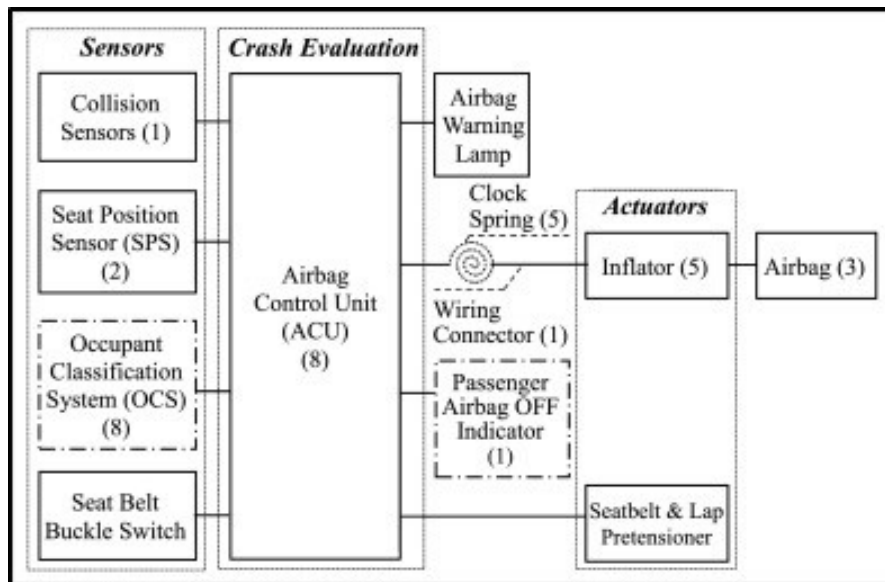 Sensors
Collision
Sensors (1)
Seat Position
Sensor (SPS)
(2)
Occupant
Classification
System (OCS)
(8)
Seat Belt
Buckle Switch
Crash Evaluation
Airbag
Control Unit
(ACU)
(8)
Airbag
Warning
Lamp
Clock
Spring (5)
Wiring
Connector (1)
Passenger
Airbag OFF
Indicator
(1)
Actuators
Inflator (5)
Seatbelt & Lap
Pretensioner
Airbag (3)